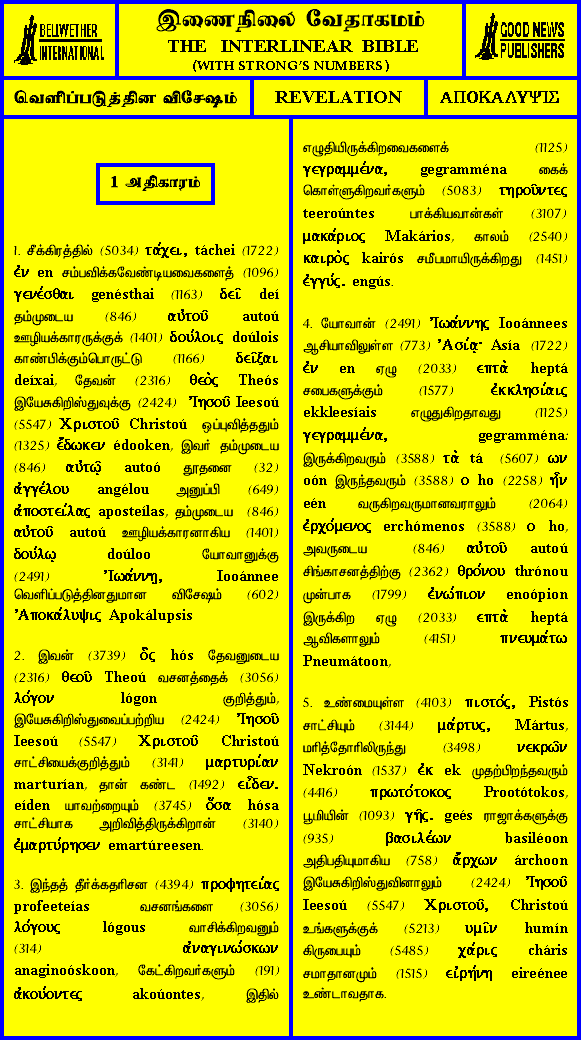 BELLWETHER
INTERNATIONAL
இணைநிலை வேதாகமம்
THE INTERLINEAR BIBLE
(WITH STRONG'S NUMBERS)
GOOD NEWS
PUBLISHERS
வெளிப்படுத்தின விசேஷம்
REVELATION
ΑΠΟΚΑΛΥΨΙΣ
1 அதிகாரம்
1. சீக்கிரத்தில் (5034) τάχει, táchei (1722)
ἐν en சம்பவிக்கவேண்டியவைகளைத் (1096)
γενέσθαι genésthai (1163) δεῖ deí
தம்முடைய (846) αὐτοῦ autoú
ஊழியக்காரருக்குக் (1401) δούλοις doúlois
காண்பிக்கும்பொருட்டு (1166) δεῖξαι
deíxai, தேவன் (2316) θεὸς Theós
இயேசுகிறிஸ்துவுக்கு (2424) Ἰησοῦ Ieesoú
(5547) Χριστοῦ Christoú ஒப்புவித்ததும்
(1325) ἔδωκεν édooken, இவர் தம்முடைய
(846) αὐτῷ autoó தூதனை (32)
ἀγγέλου angélou அனுப்பி (649)
ἀποστείλας aposteílas, தம்முடைய (846)
αὐτοῦ autoú ஊழியக்காரனாகிய (1401)
δούλῳ doúloo யோவானுக்கு
(2491) Ἰωάννῃ, Iooánnee
வெளிப்படுத்தினதுமான விசேஷம் (602)
Ἀποκάλυψις Apokálupsis
2. இவன் (3739) ὃς hós தேவனுடைய
(2316) θεοῦ Theoú வசனத்தைக் (3056)
λόγον lógon குறித்தும்,
இயேசுகிறிஸ்துவைப்பற்றிய (2424) Ἰησοῦ
Ieesoú (5547) Χριστοῦ Christoú
சாட்சியைக்குறித்தும் (3141) μαρτυρίαν
marturían, தான் கண்ட (1492) εἶδεν.
eíden யாவற்றையும் (3745) ὅσα hósa
சாட்சியாக அறிவித்திருக்கிறான் (3140)
ἐμαρτύρησεν emartúreesen.
3. இந்தத் தீர்க்கதரிசன (4394) προφητείας
profeeteías வசனங்களை (3056)
λόγους lógous வாசிக்கிறவனும்
(314) ἀναγινώσκων
anaginoóskoon, கேட்கிறவர்களும் (191)
ἀκούοντες akoúontes, இதில்
எழுதியிருக்கிறவைகளைக் (1125)
γεγραμμένα, gegramména கைக்
கொள்ளுகிறவர்களும் (5083) τηροῦντες
teeroúntes பாக்கியவான்கள் (3107)
μακάριος Makários, காலம் (2540)
καιρὸς kairós சமீபமாயிருக்கிறது (1451)
ἐγγύς. engús.
4. யோவான் (2491) Ἰωάννης Iooánnees
ஆசியாவிலுள்ள (773) Ἀσίᾳ· Asía (1722)
ἐν en ஏழு (2033) επτὰ heptá
சபைகளுக்கும் (1577) ἐκκλησίαις
ekkleesíais எழுதுகிறதாவது (1125)
γεγραμμένα, gegramména:
இருக்கிறவரும் (3588) τὰ tá (5607) ων
oón இருந்தவரும் (3588) ο ho (2258) ἦν
eén வருகிறவருமானவராலும் (2064)
ἐρχόμενος erchómenos (3588) ο ho,
அவருடைய (846) αὐτοῦ autoú
சிங்காசனத்திற்கு (2362) θρόνου thrónou
முன்பாக (1799) ἐνώπιον enoópion
இருக்கிற ஏழு (2033) επτὰ heptá
ஆவிகளாலும் (4151) πνευμάτω
Pneumátoon,
5. உண்மையுள்ள (4103) πιστός, Pistós
சாட்சியும் (3144) μάρτυς, Mártus,
மரித்தோரிலிருந்து (3498) νεκρῶν
Nekroón (1537) ἐκ ek முதற்பிறந்தவரும்
(4416) πρωτότοκος Prootótokos,
பூமியின் (1093) γῆς. geés ராஜாக்களுக்கு
(935) βασιλέων basiléoon
அதிபதியுமாகிய (758) ἄρχων árchoon
இயேசுகிறிஸ்துவினாலும் (2424) Ἰησοῦ
Ieesoú (5547) Χριστοῦ, Christoú
உங்களுக்குக் (5213) υμῖν humín
கிருபையும் (5485) χάρις cháris
சமாதானமும் (1515) εἰρήνη eireénee
உண்டாவதாக.